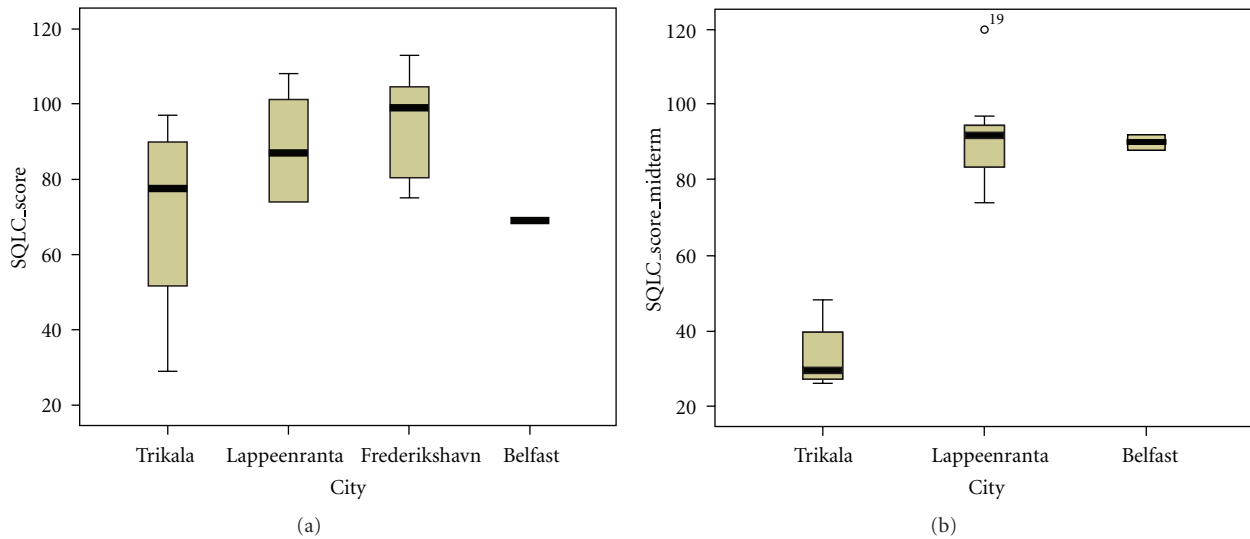 SQLC_score
120
100
80
60
40
20
Trikala Lappeenranta Frederikshavn Belfast
City
(a)
SQLC_score_midterm
120
100
80
60
40
20
19
Trikala Lappeenranta Belfast
City
(b)